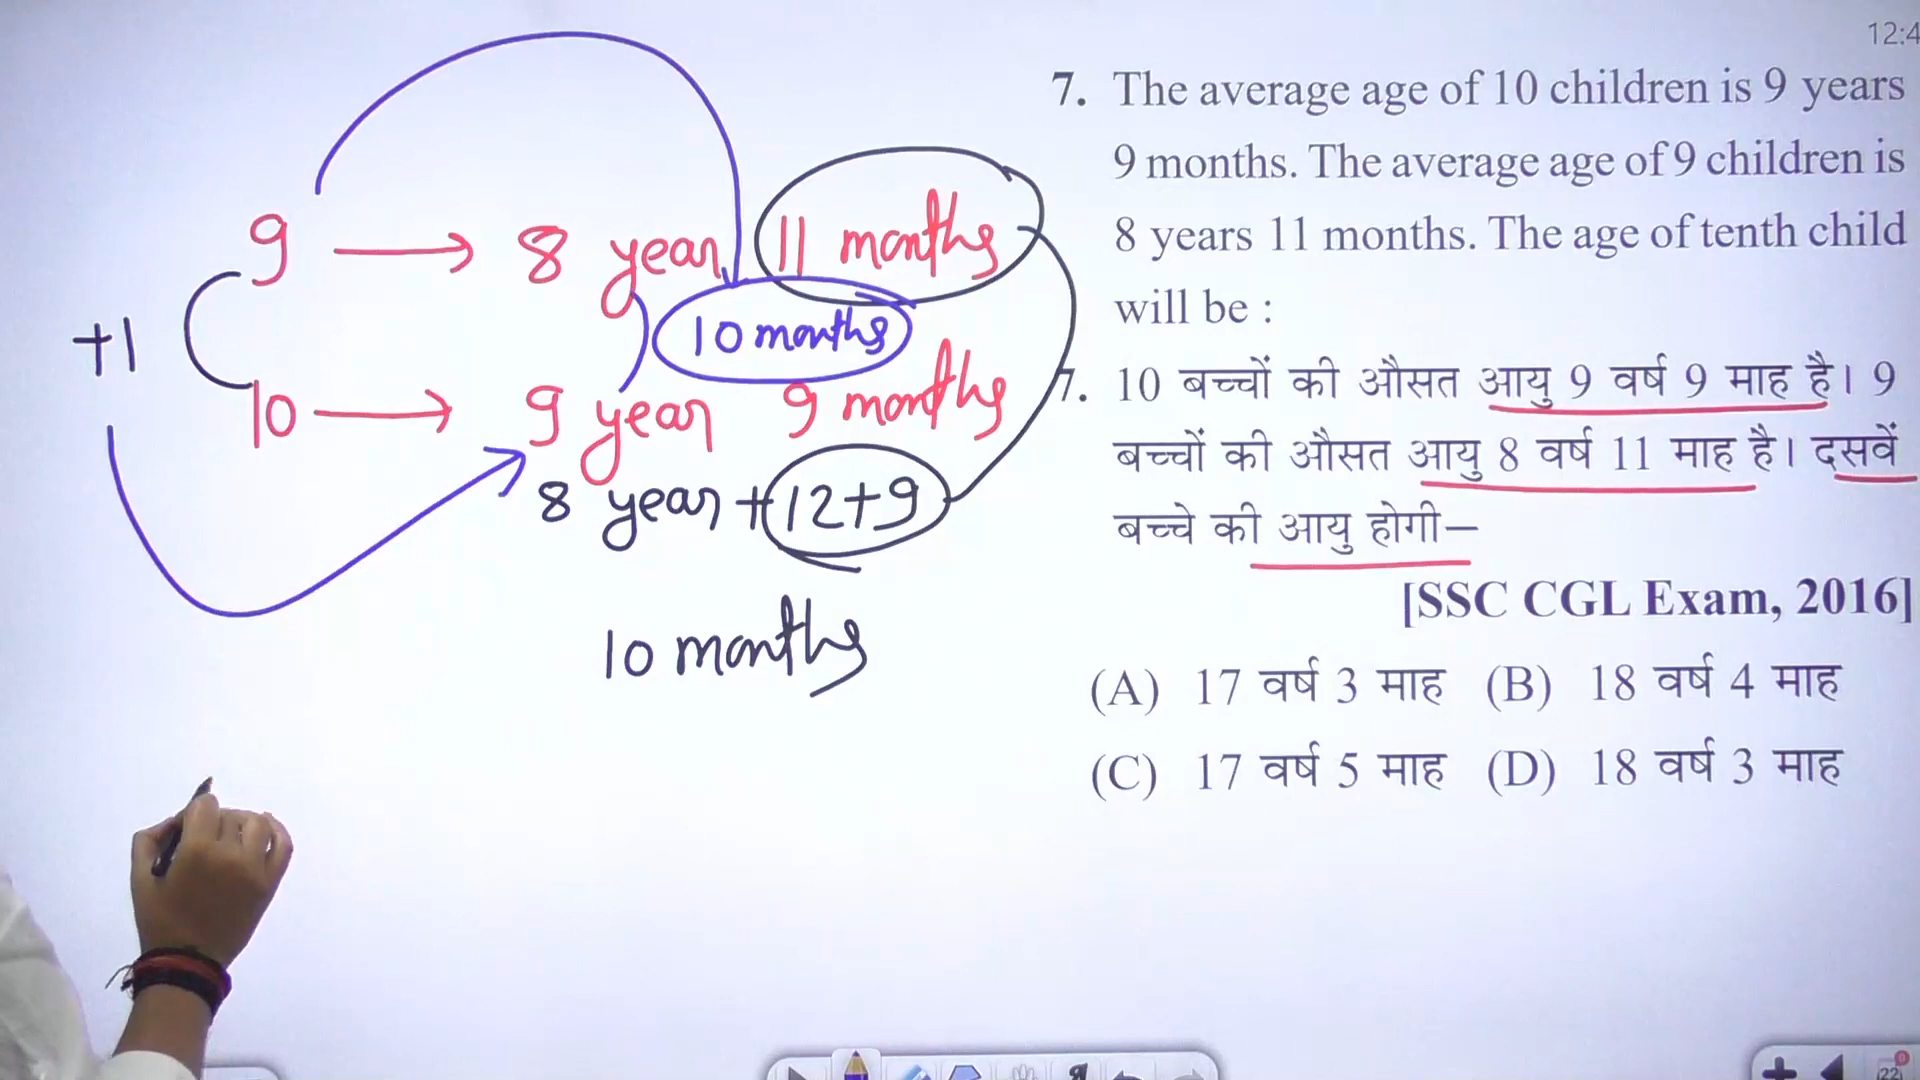 12:4
7. The average age of 10 children is 9 years
9 months. The average age of 9 children is
8 years 11 months. The age of tenth child
will be :
7. 10 बच्चों की औसत आयु 9 वर्ष 9 माह है। 9
बच्चों की औसत आयु 8 वर्ष 11 माह है। दसवें
बच्चे की आयु होगी–
[SSC CGL Exam, 2016]
(A) 17 वर्ष 3 माह (B) 18 वर्ष 4 माह
(C) 17 वर्ष 5 माह (D) 18 वर्ष 3 माह
9 → 8 year 11 months
+1 10 months
10 → 9 year 9 months
8 year + 12+9
10 months